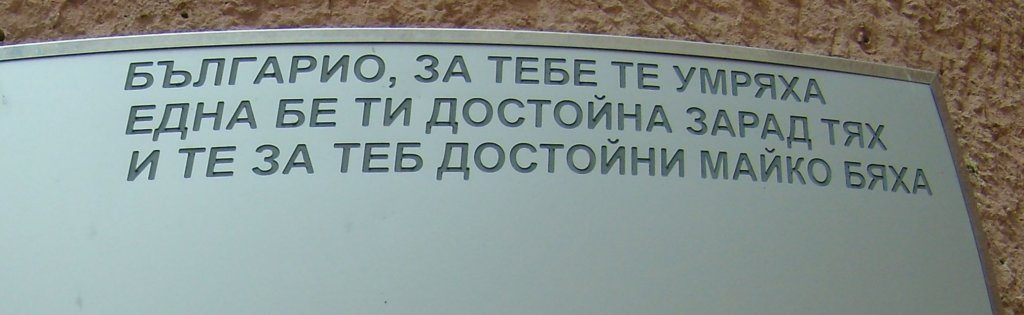 БЪЛГАРИО, ЗА ТЕБЕ ТЕ УМРЯХА
ЕДНА БЕ ТИ ДОСТОЙНА ЗАРАД ТЯХ
И ТЕ ЗА ТЕБ ДОСТОЙНИ МАЙКО БЯХА